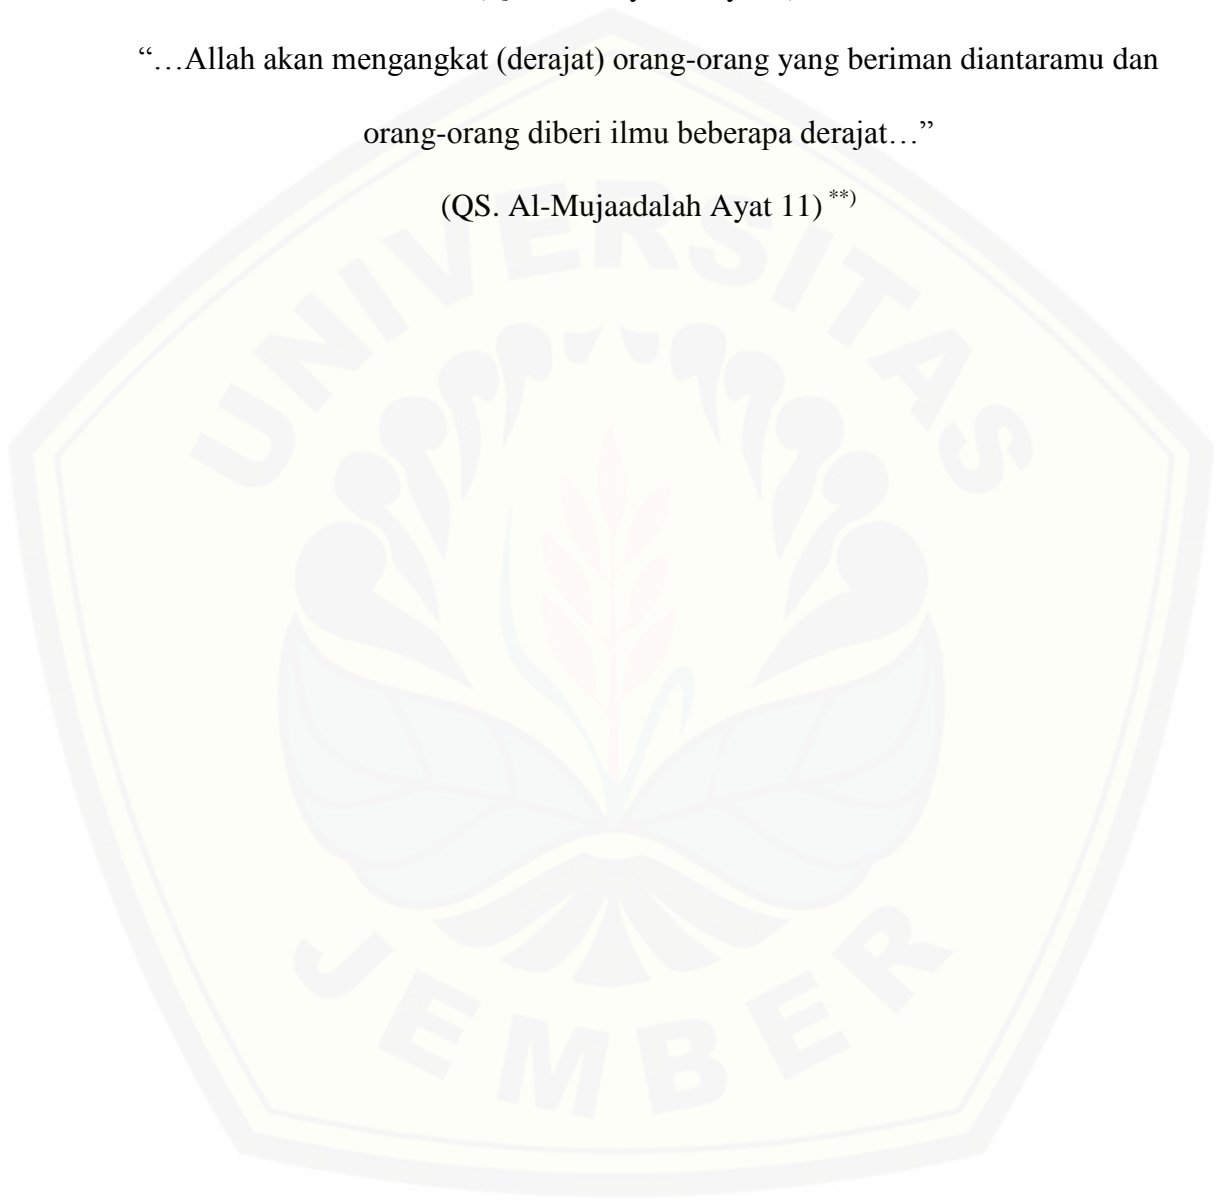 “…Allah akan mengangkat (derajat) orang-orang yang beriman diantaramu dan
orang-orang diberi ilmu beberapa derajat…”
(QS. Al-Mujaadalah Ayat 11) **)
UNIVERSITAS
JEMBER